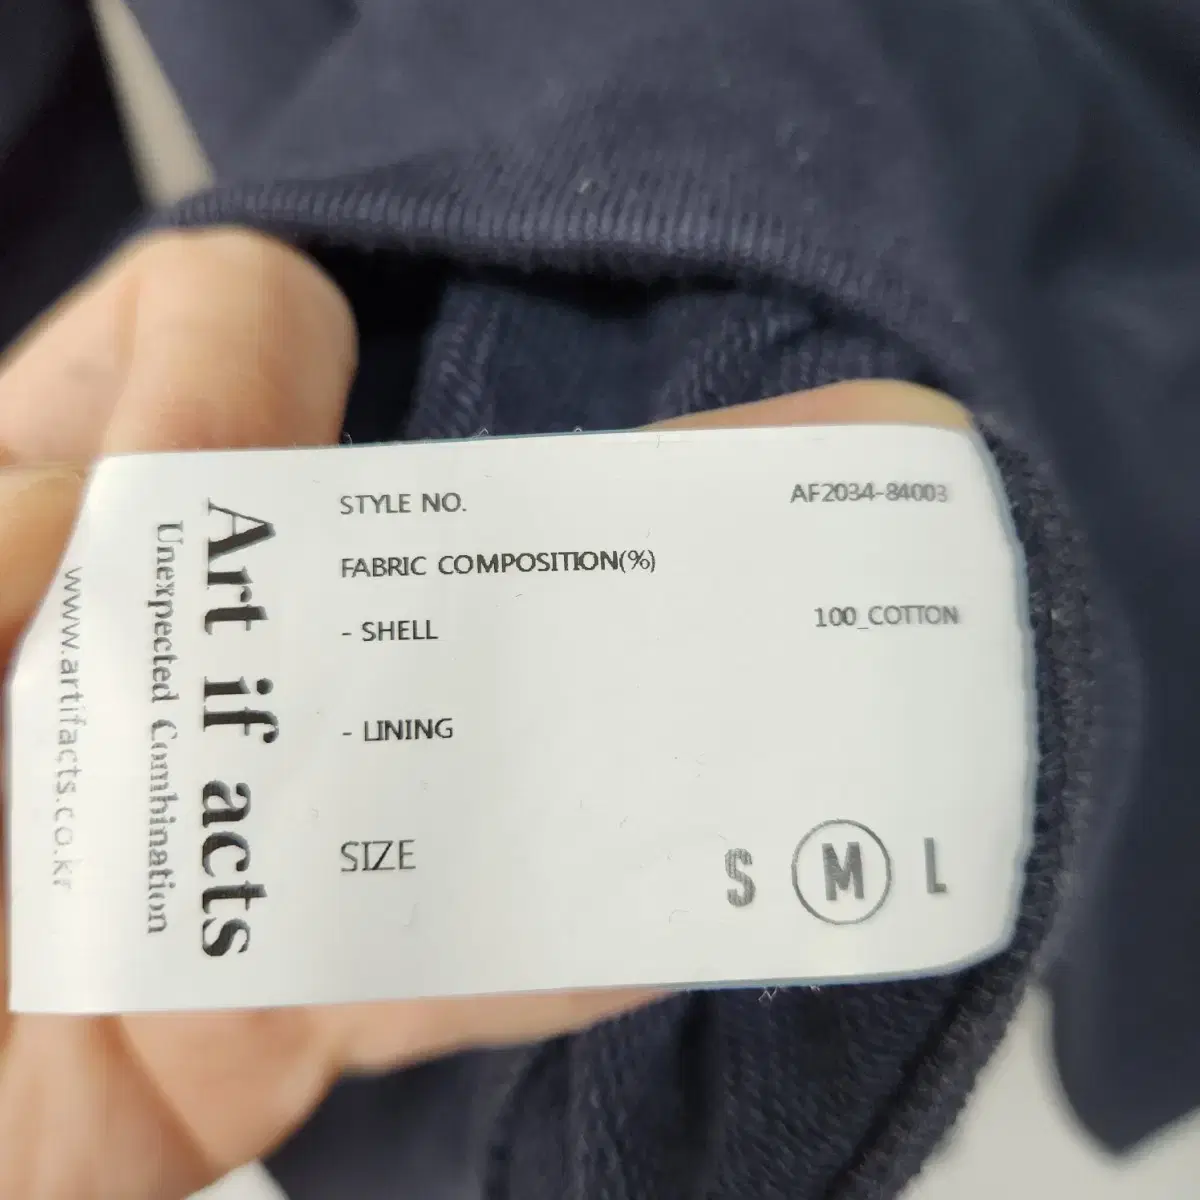 Art if acts
Unexpected Combination
www.artifacts.co.kr
STYLE NO. AF2034-84003
FABRIC COMPOSITION(%)
- SHELL 100_COTTON
- LINING
SIZE S M L